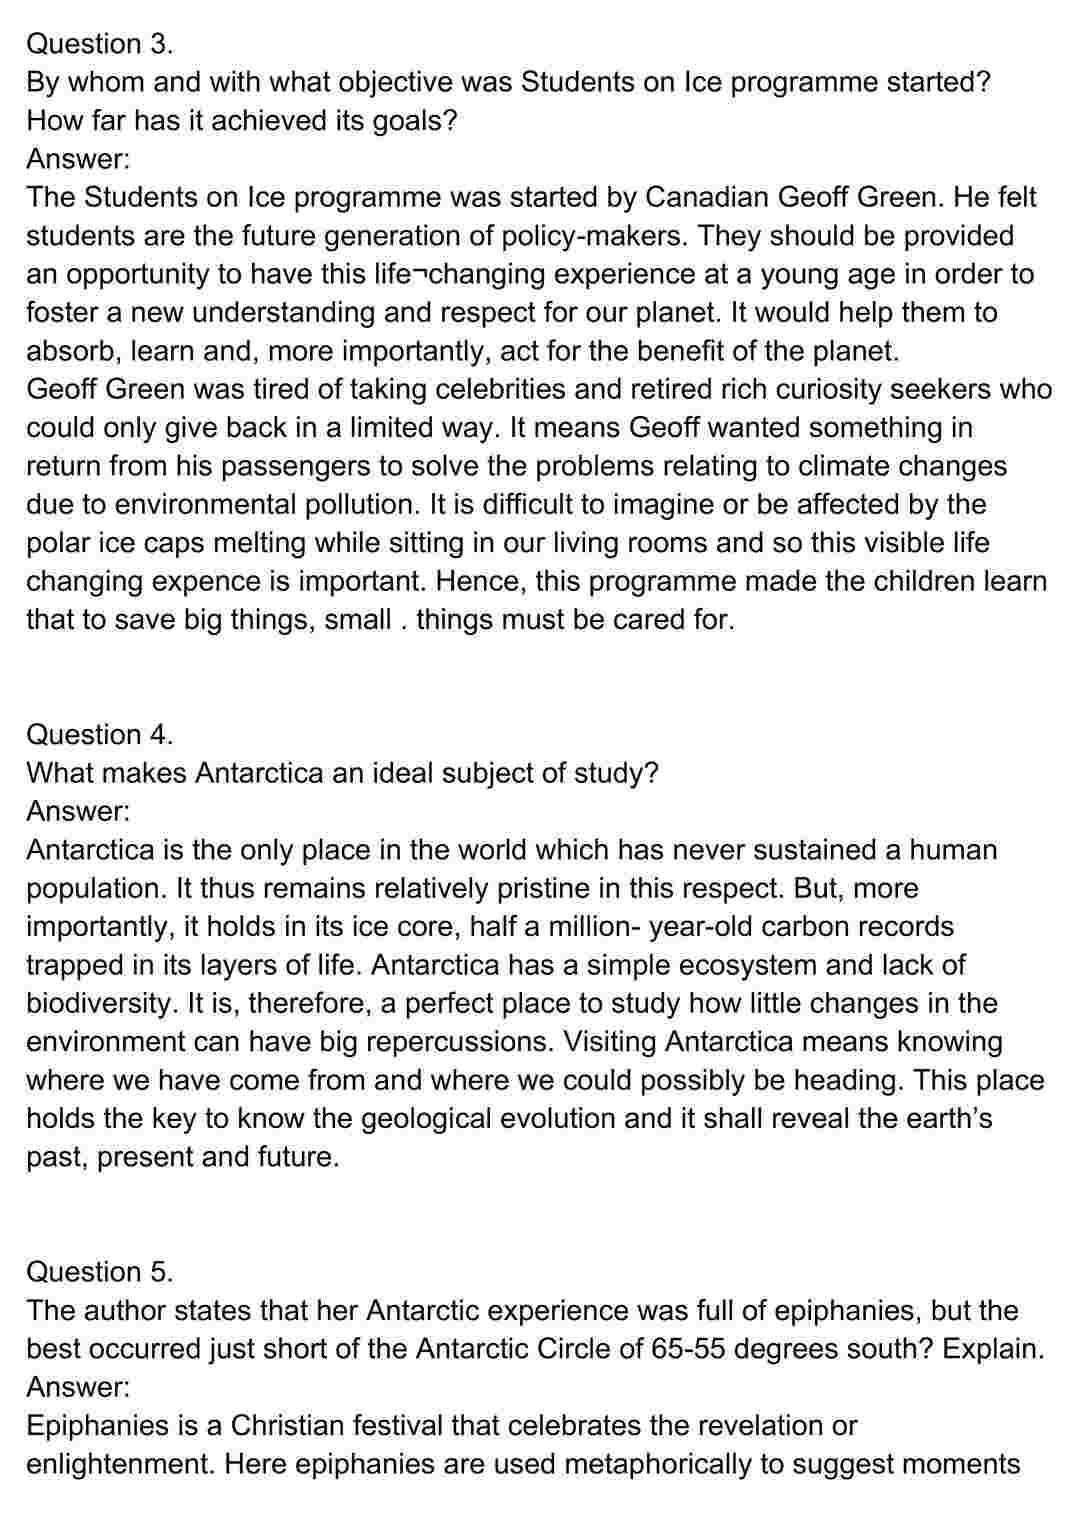 Question 3.
By whom and with what objective was Students on Ice programme started?
How far has it achieved its goals?
Answer:
The Students on Ice programme was started by Canadian Geoff Green. He felt
students are the future generation of policy-makers. They should be provided
an opportunity to have this life¬changing experience at a young age in order to
foster a new understanding and respect for our planet. It would help them to
absorb, learn and, more importantly, act for the benefit of the planet.
Geoff Green was tired of taking celebrities and retired rich curiosity seekers who
could only give back in a limited way. It means Geoff wanted something in
return from his passengers to solve the problems relating to climate changes
due to environmental pollution. It is difficult to imagine or be affected by the
polar ice caps melting while sitting in our living rooms and so this visible life
changing expence is important. Hence, this programme made the children learn
that to save big things, small . things must be cared for.
Question 4.
What makes Antarctica an ideal subject of study?
Answer:
Antarctica is the only place in the world which has never sustained a human
population. It thus remains relatively pristine in this respect. But, more
importantly, it holds in its ice core, half a million- year-old carbon records
trapped in its layers of life. Antarctica has a simple ecosystem and lack of
biodiversity. It is, therefore, a perfect place to study how little changes in the
environment can have big repercussions. Visiting Antarctica means knowing
where we have come from and where we could possibly be heading. This place
holds the key to know the geological evolution and it shall reveal the earth’s
past, present and future.
Question 5.
The author states that her Antarctic experience was full of epiphanies, but the
best occurred just short of the Antarctic Circle of 65-55 degrees south? Explain.
Answer:
Epiphanies is a Christian festival that celebrates the revelation or
enlightenment. Here epiphanies are used metaphorically to suggest moments